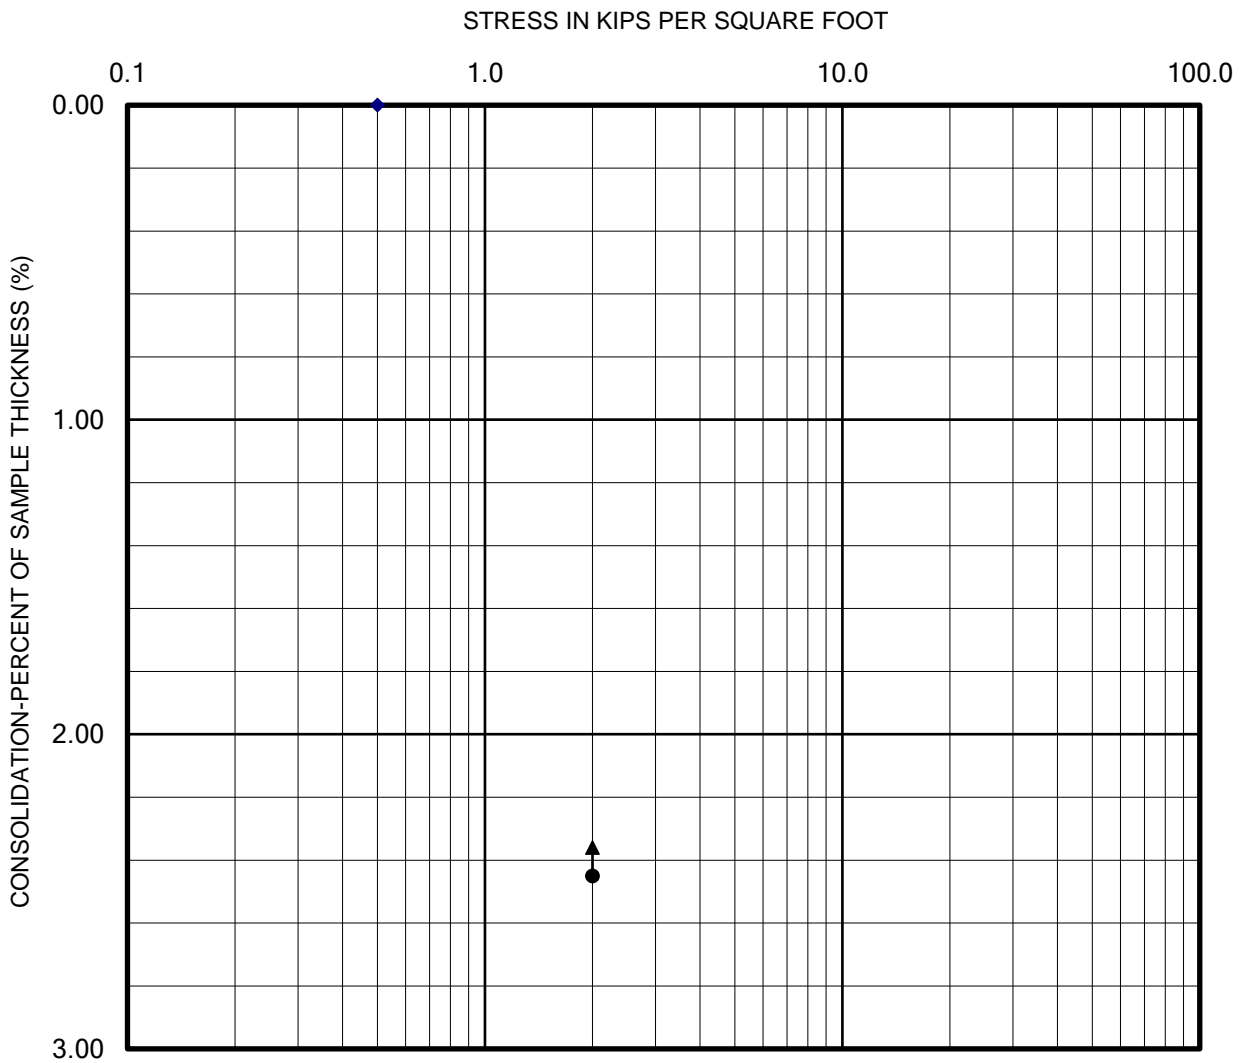 STRESS IN KIPS PER SQUARE FOOT
0.1 1.0 10.0 100.0
0.00
1.00
2.00
3.00
CONSOLIDATION-PERCENT OF SAMPLE THICKNESS (%)